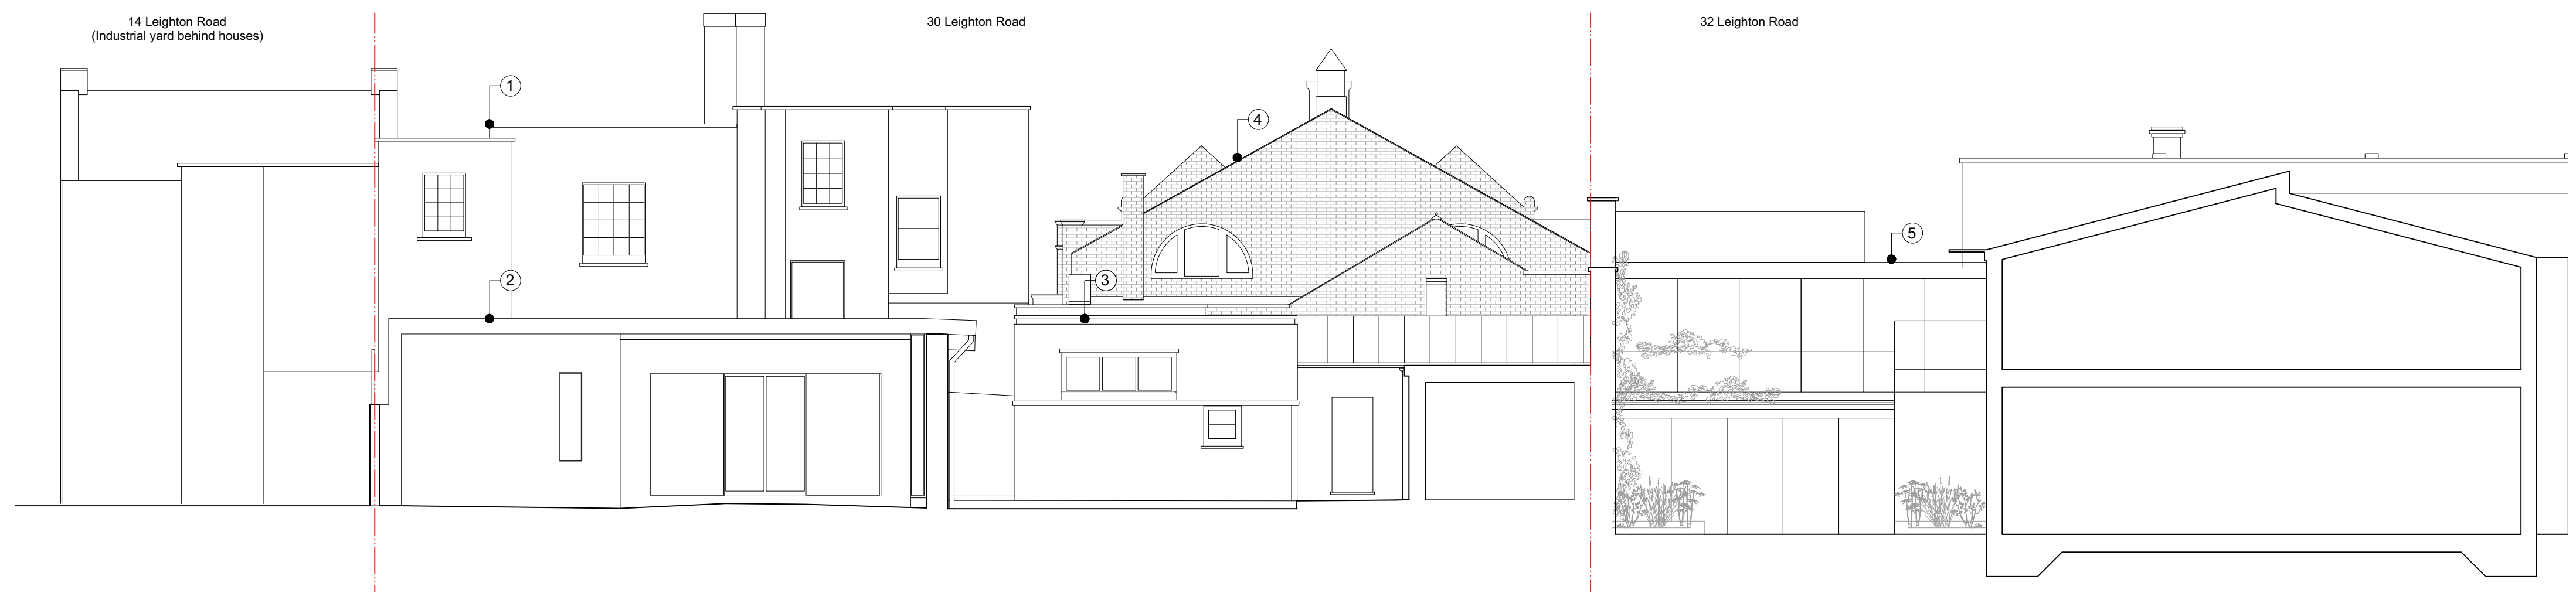 14 Leighton Road
(Industrial yard behind houses)
30 Leighton Road
32 Leighton Road
1
4
5
2
3